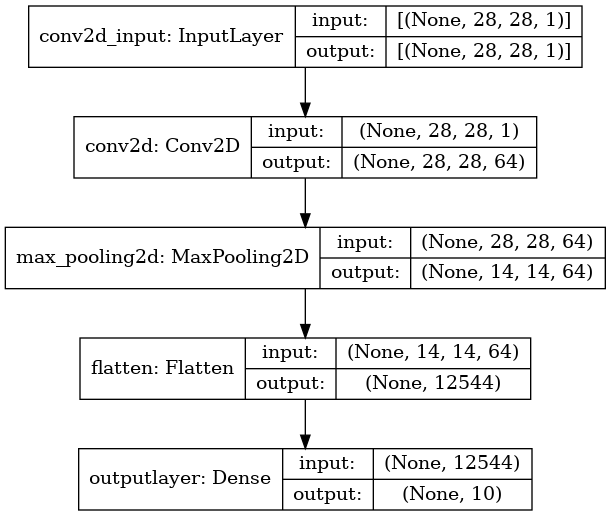 conv2d_input: InputLayer
input:
[(None, 28, 28, 1)]
output:
[(None, 28, 28, 1)]
conv2d: Conv2D
input:
(None, 28, 28, 1)
output:
(None, 28, 28, 64)
max_pooling2d: MaxPooling2D
input:
(None, 28, 28, 64)
output:
(None, 14, 14, 64)
flatten: Flatten
input:
(None, 14, 14, 64)
output:
(None, 12544)
outputlayer: Dense
input:
(None, 12544)
output:
(None, 10)